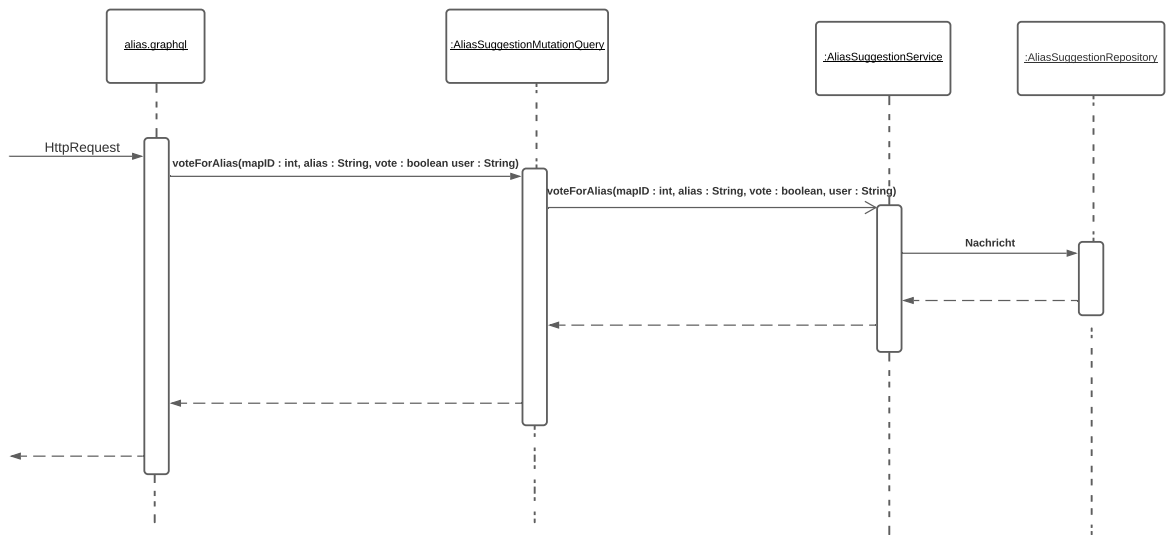 alias.graphql
:AliasSuggestionMutationQuery
:AliasSuggestionService
:AliasSuggestionRepository
HttpRequest
voteForAlias(mapID : int, alias : String, vote : boolean user : String)
voteForAlias(mapID : int, alias : String, vote : boolean, user : String)
Nachricht